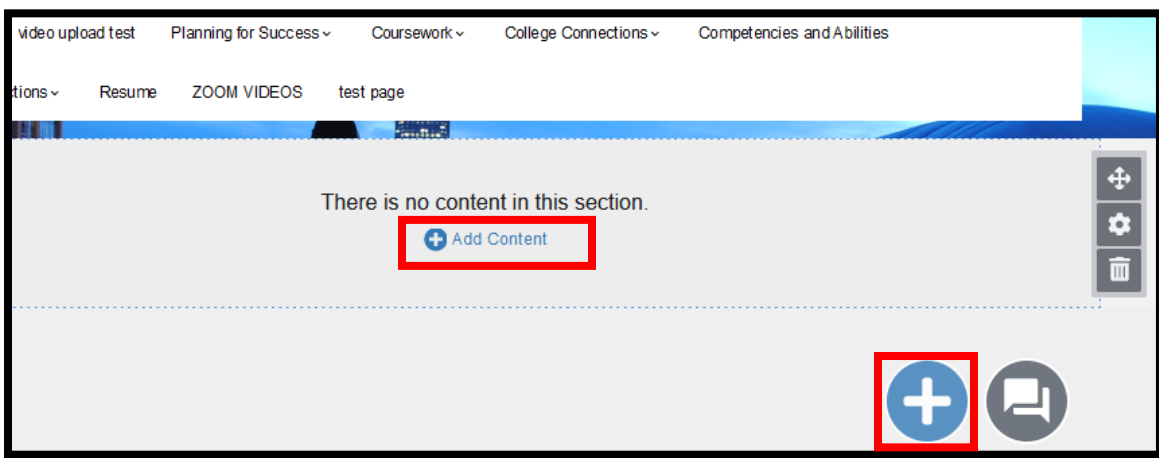 video upload test Planning for Success Coursework College Connections Competencies and Abilities
ctions Resume ZOOM VIDEOS test page
There is no content in this section.
Add Content